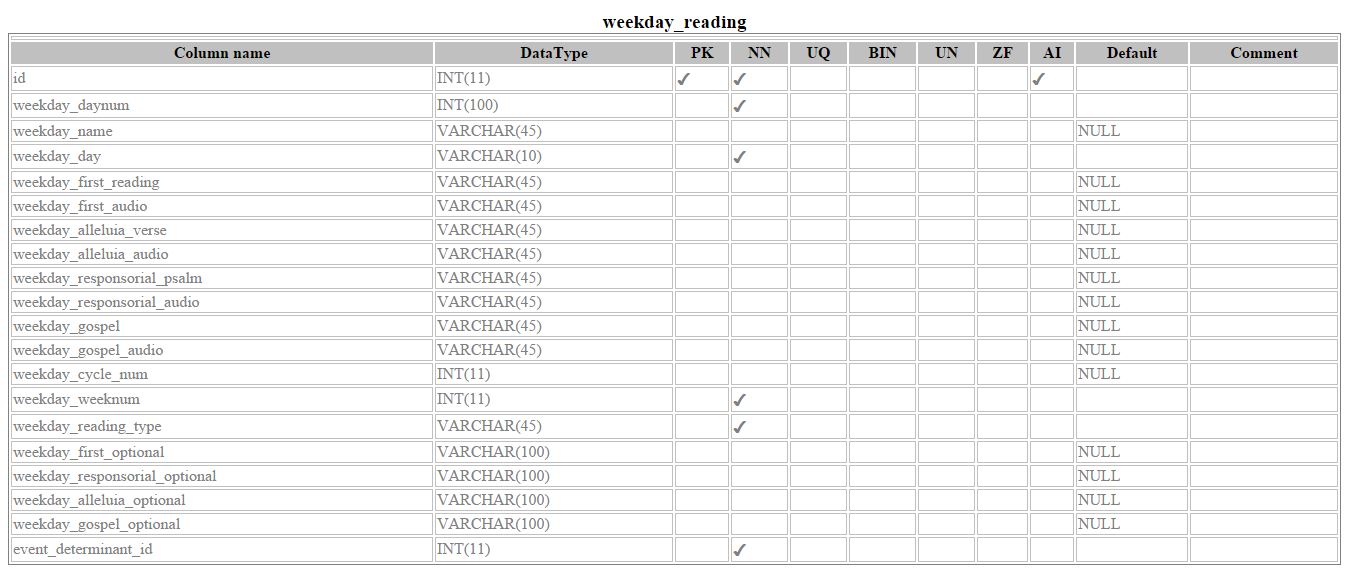 weekday_reading
Column name DataType PK NN UQ BIN UN ZF AI Default Comment
id INT(11) ✓ ✓ ✓
weekday_daynum INT(100) ✓
weekday_name VARCHAR(45) NULL
weekday_day VARCHAR(10) ✓
weekday_first_reading VARCHAR(45) NULL
weekday_first_audio VARCHAR(45) NULL
weekday_alleluia_verse VARCHAR(45) NULL
weekday_alleluia_audio VARCHAR(45) NULL
weekday_responsorial_psalm VARCHAR(45) NULL
weekday_responsorial_audio VARCHAR(45) NULL
weekday_gospel VARCHAR(45) NULL
weekday_gospel_audio VARCHAR(45) NULL
weekday_cycle_num INT(11) NULL
weekday_weeknum INT(11) ✓
weekday_reading_type VARCHAR(45) ✓
weekday_first_optional VARCHAR(100) NULL
weekday_responsorial_optional VARCHAR(100) NULL
weekday_alleluia_optional VARCHAR(100) NULL
weekday_gospel_optional VARCHAR(100) NULL
event_determinant_id INT(11) ✓